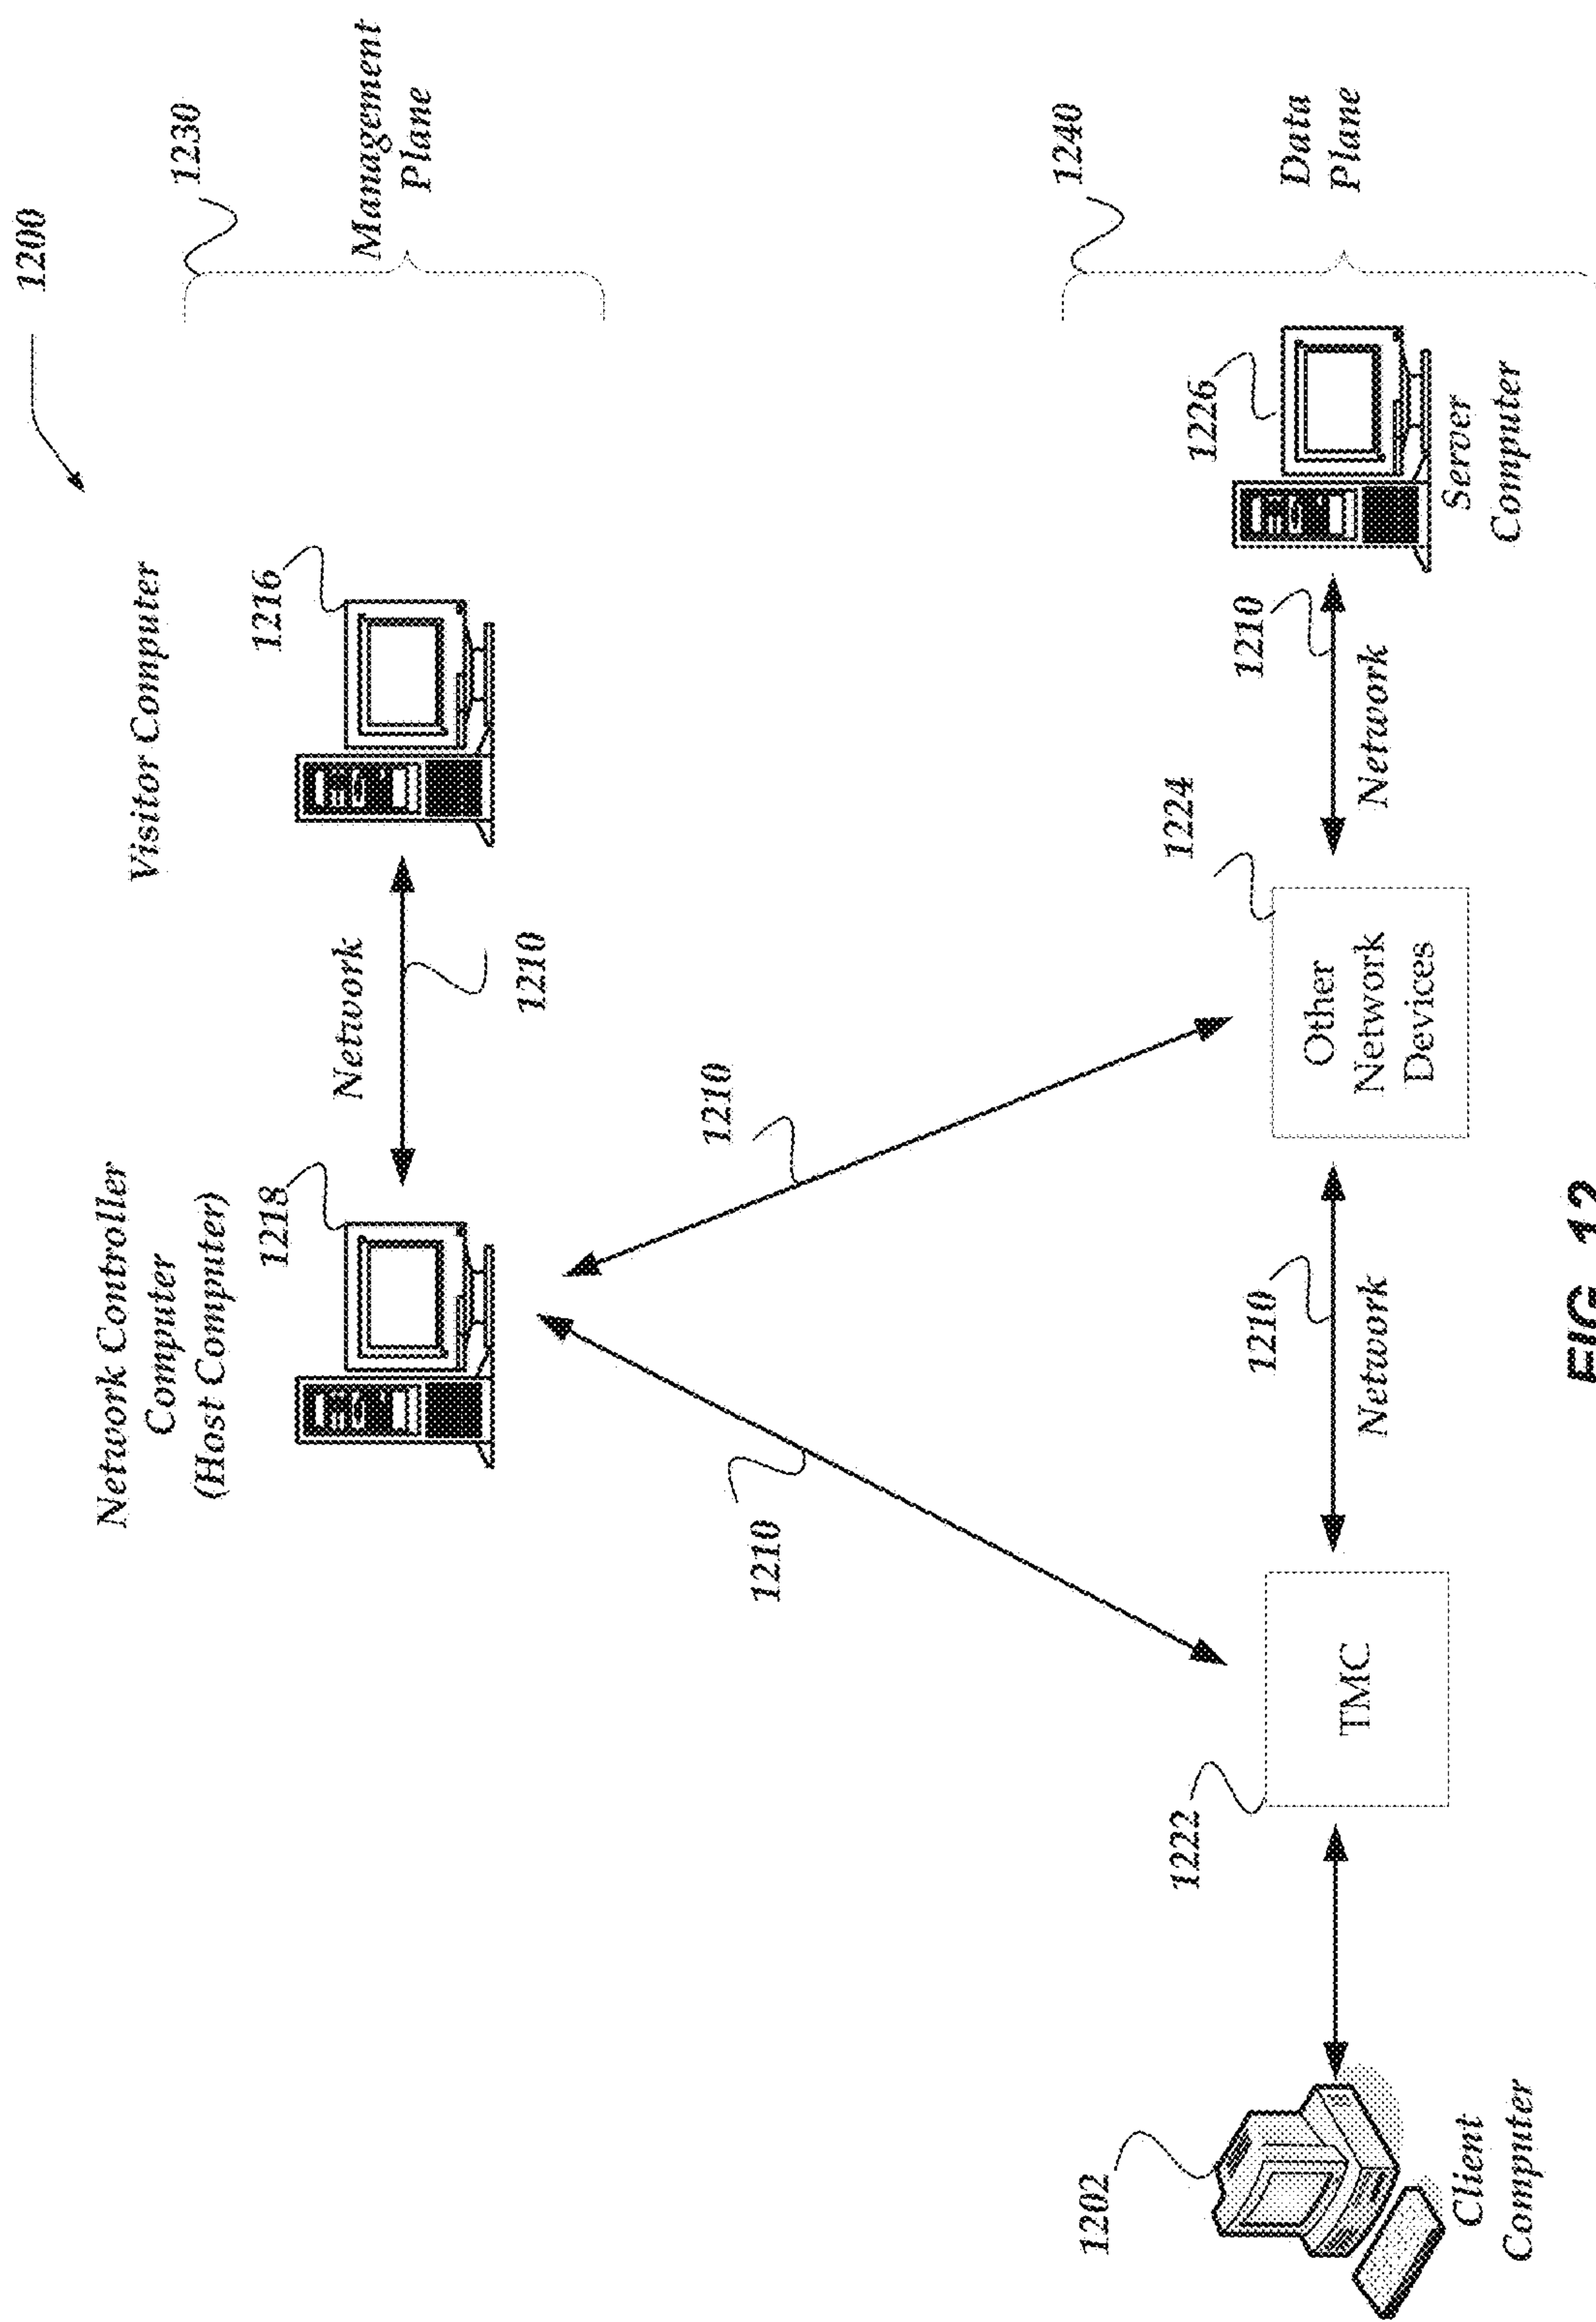 1200
Network Controller
Computer
(Host Computer)
Visitor Computer
1230
1218
1216
Network
Management
Plane
1210
1210
1210
1240
1202
1222
1224
1226
1210
1210
TMC
Other
Network
Devices
Data
Plane
Network
Network
Client
Computer
Server
Computer
FIG. 12